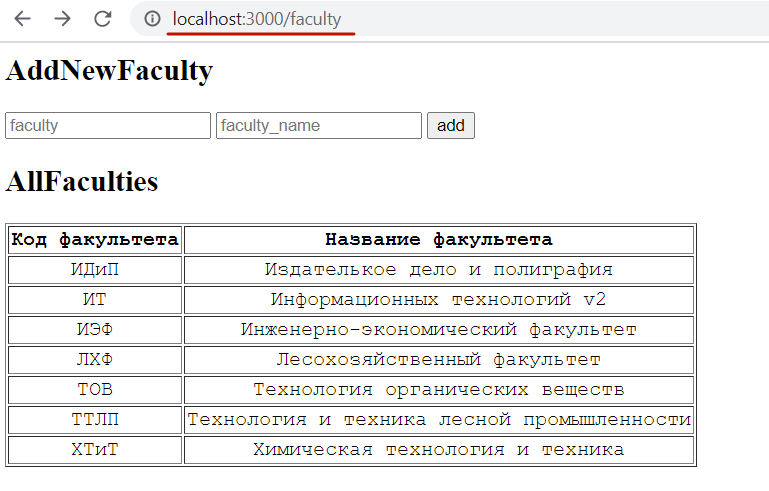 localhost:3000/faculty
AddNewFaculty
faculty faculty_name add
AllFaculties
Код факультета Название факультета
ИДиП Издателькое дело и полиграфия
ИТ Информационных технологий v2
ИЭФ Инженерно-экономический факультет
ЛХФ Лесохозяйственный факультет
ТОВ Технология органических веществ
ТТЛП Технология и техника лесной промышленности
ХТиТ Химическая технология и техника